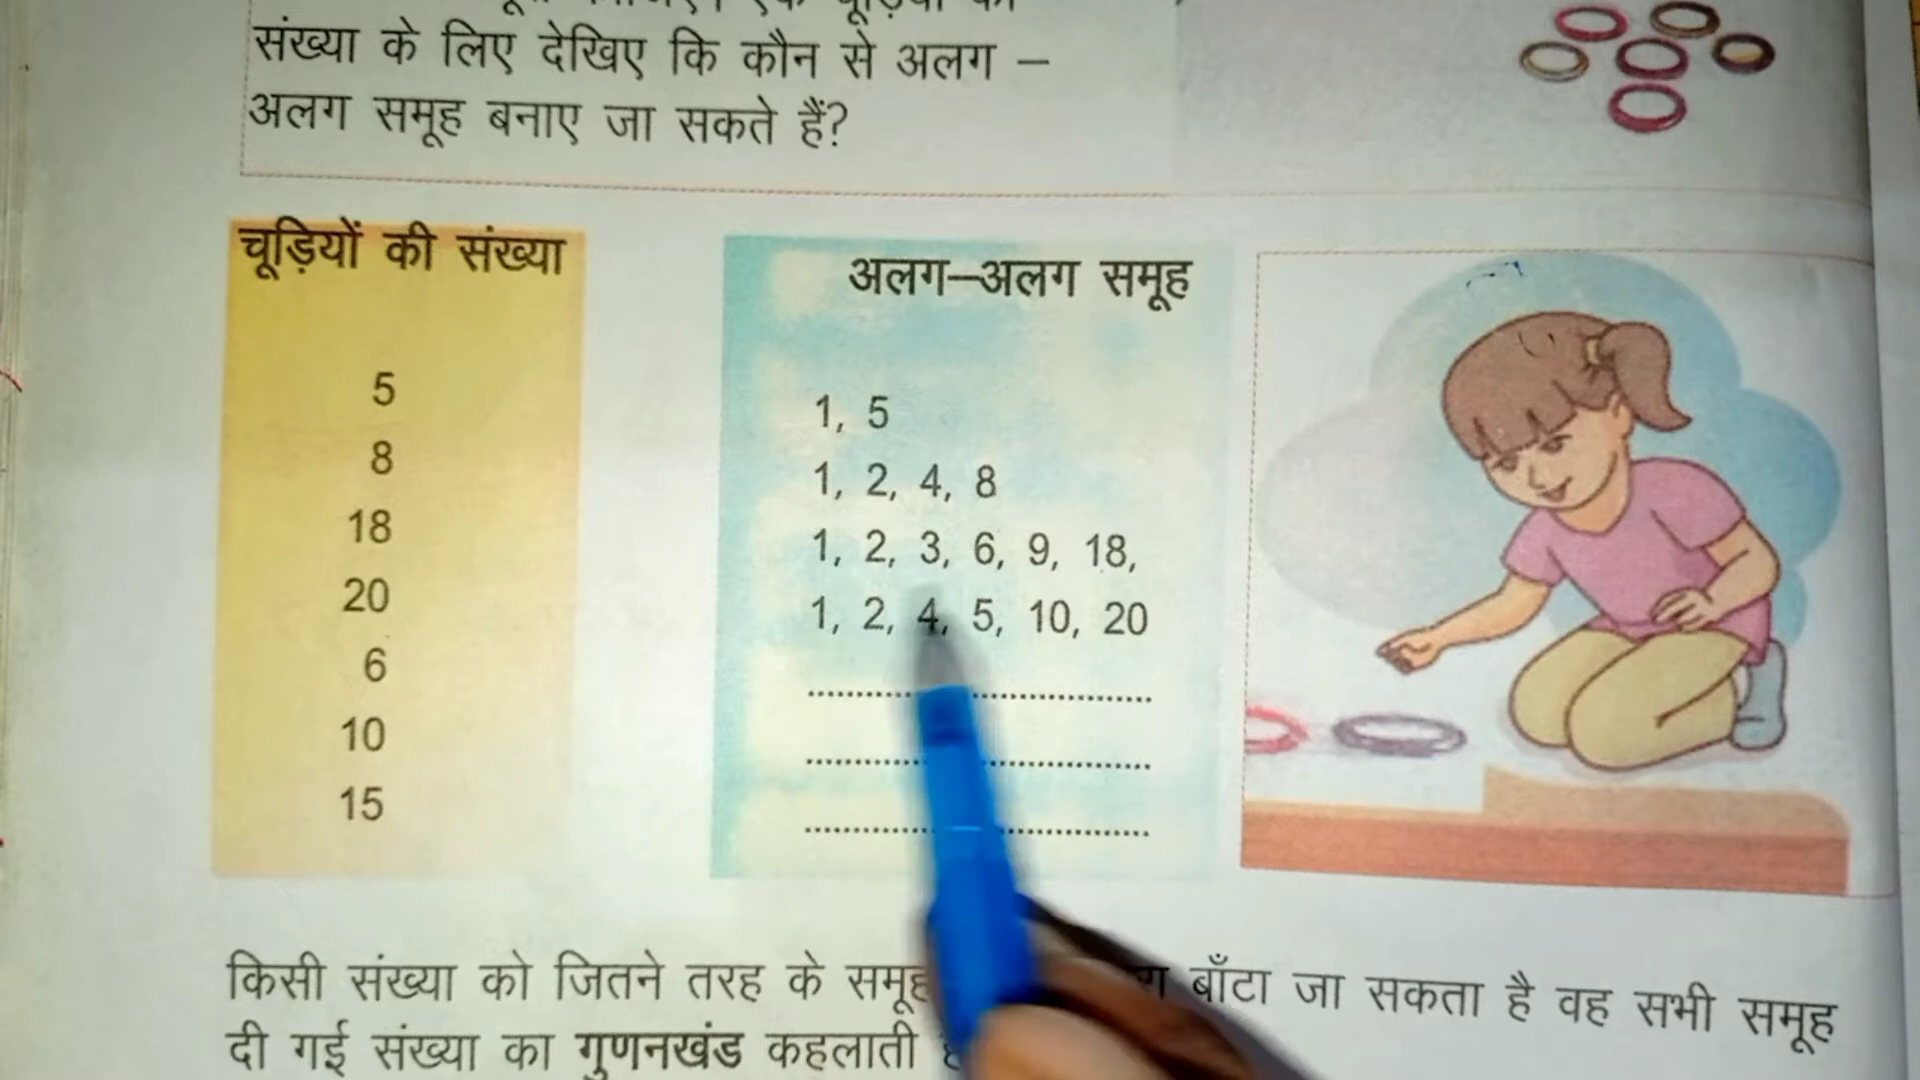 संख्या के लिए देखिए कि कौन से अलग –
अलग समूह बनाए जा सकते हैं?
चूड़ियों की संख्या
5
8
18
20
6
10
15
अलग–अलग समूह
1, 5
1, 2, 4, 8
1, 2, 3, 6, 9, 18,
1, 2, 4, 5, 10, 20
किसी संख्या को जितने तरह के समूह बाँटा जा सकता है वह सभी समूह
दी गई संख्या का गुणनखंड कहलाती